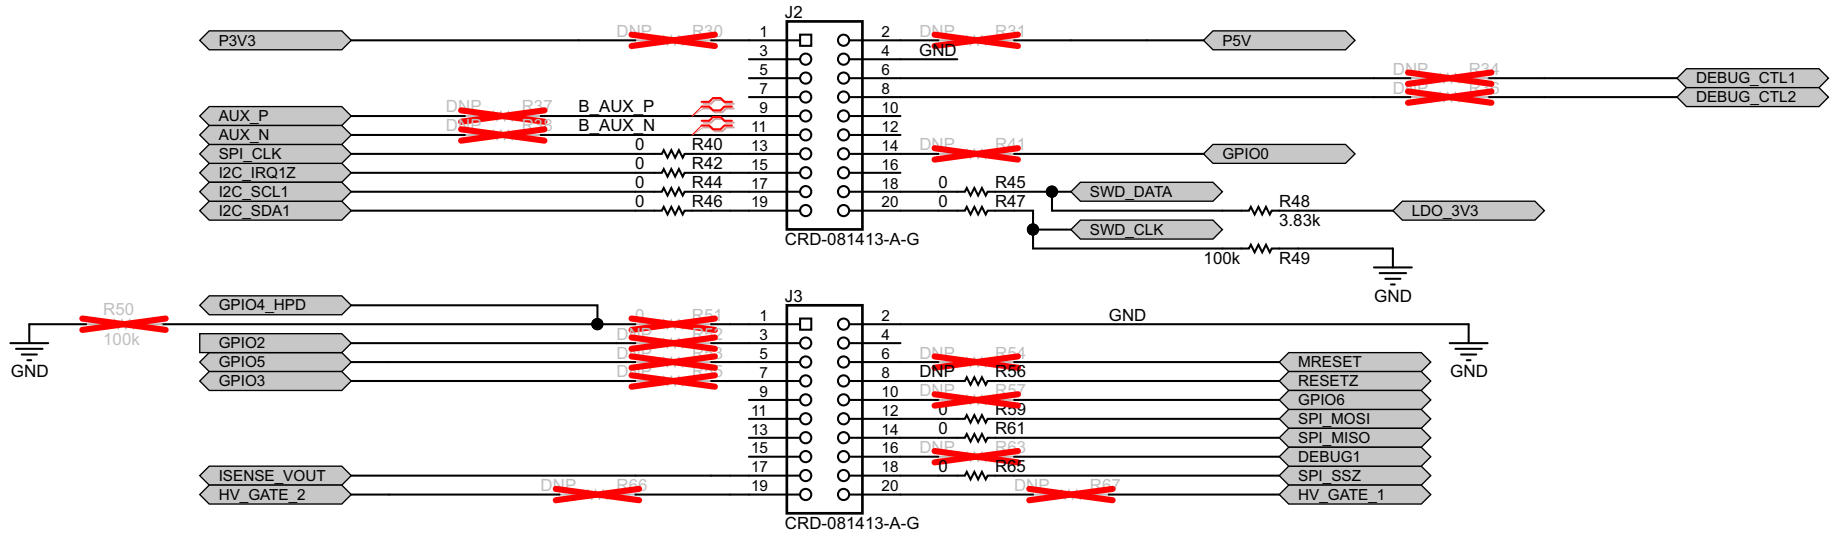 J2
DNP R30 1 2 DNP R31
P3V3 P5V
3 4 GND
5 6 DNP R34
DEBUG_CTL1
7 8
DEBUG_CTL2
DNP R37 B_AUX_P 9 10
AUX_P
B_AUX_N 11 12
AUX_N
SPI_CLK 0 R40 13 14 DNP R41 GPIO0
I2C_IRQ1Z 0 R42 15 16
I2C_SCL1 0 R44 17 18 0 R45 SWD_DATA
I2C_SDA1 0 R46 19 20 0 R47 R48 LDO_3V3
3.83k
SWD_CLK
CRD-081413-A-G
100k R49
GND
J3
GPIO4_HPD
R50 0 R51 1 2 GND
100k
GND
GPIO2 3 4
GND
GPIO5 5 6 DNP R54 MRESET
GPIO3 7 8 DNP R56 RESETZ
9 10 DNP R57 GPIO6
11 12 0 R59 SPI_MOSI
13 14 0 R61 SPI_MISO
15 16 DNP R63 DEBUG1
ISENSE_VOUT 17 18 0 R65 SPI_SSZ
HV_GATE_2 DNP R66 19 20 DNP R67 HV_GATE_1
CRD-081413-A-G